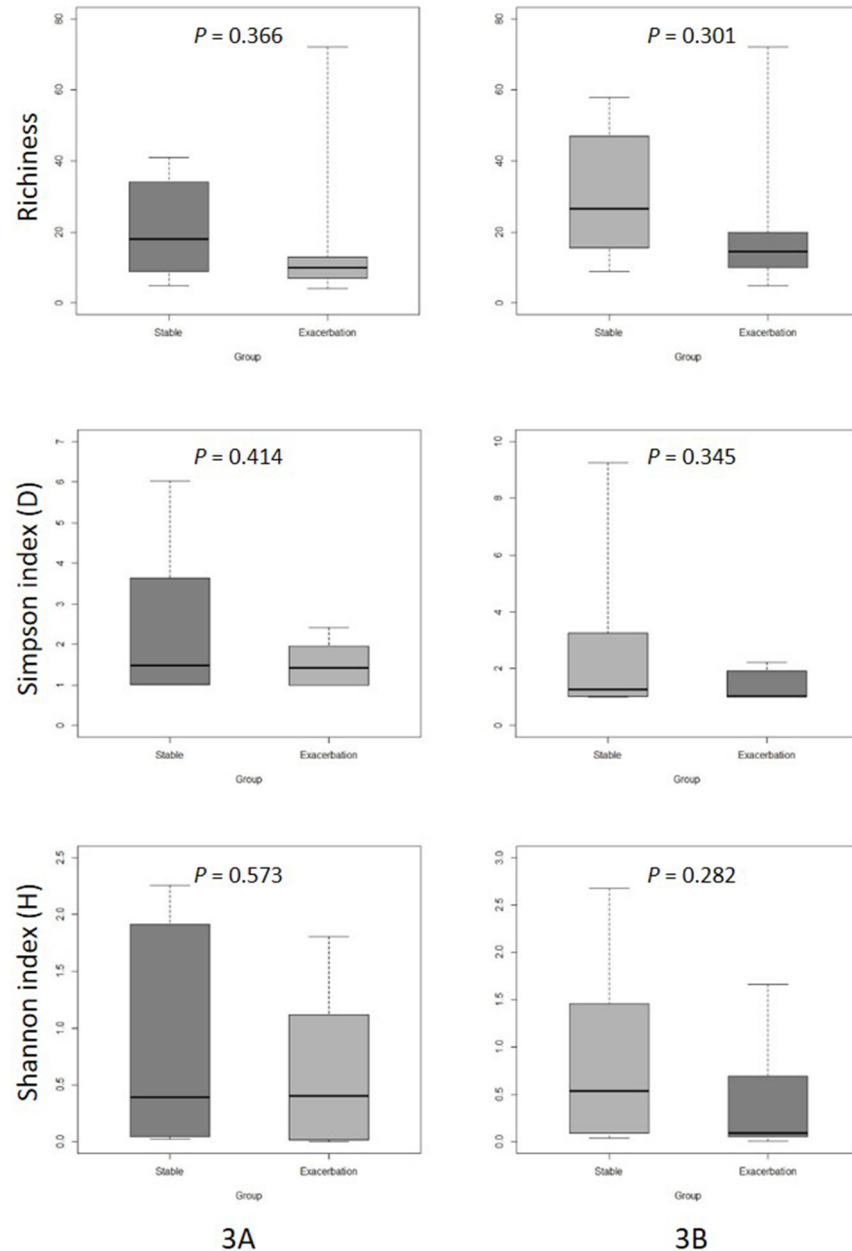 P = 0.366
Richiness
0
20
40
60
80
Stable Exacerbation
Group
P = 0.301
0
20
40
60
80
Stable Exacerbation
Group
P = 0.414
Simpson index (D)
0
1
2
3
4
5
6
7
Stable Exacerbation
Group
P = 0.345
0
2
4
6
8
10
Stable Exacerbation
Group
P = 0.573
Shannon index (H)
0.0
0.5
1.0
1.5
2.0
2.5
Stable Exacerbation
Group
P = 0.282
0.0
0.5
1.0
1.5
2.0
2.5
3.0
Stable Exacerbation
Group
3A
3B